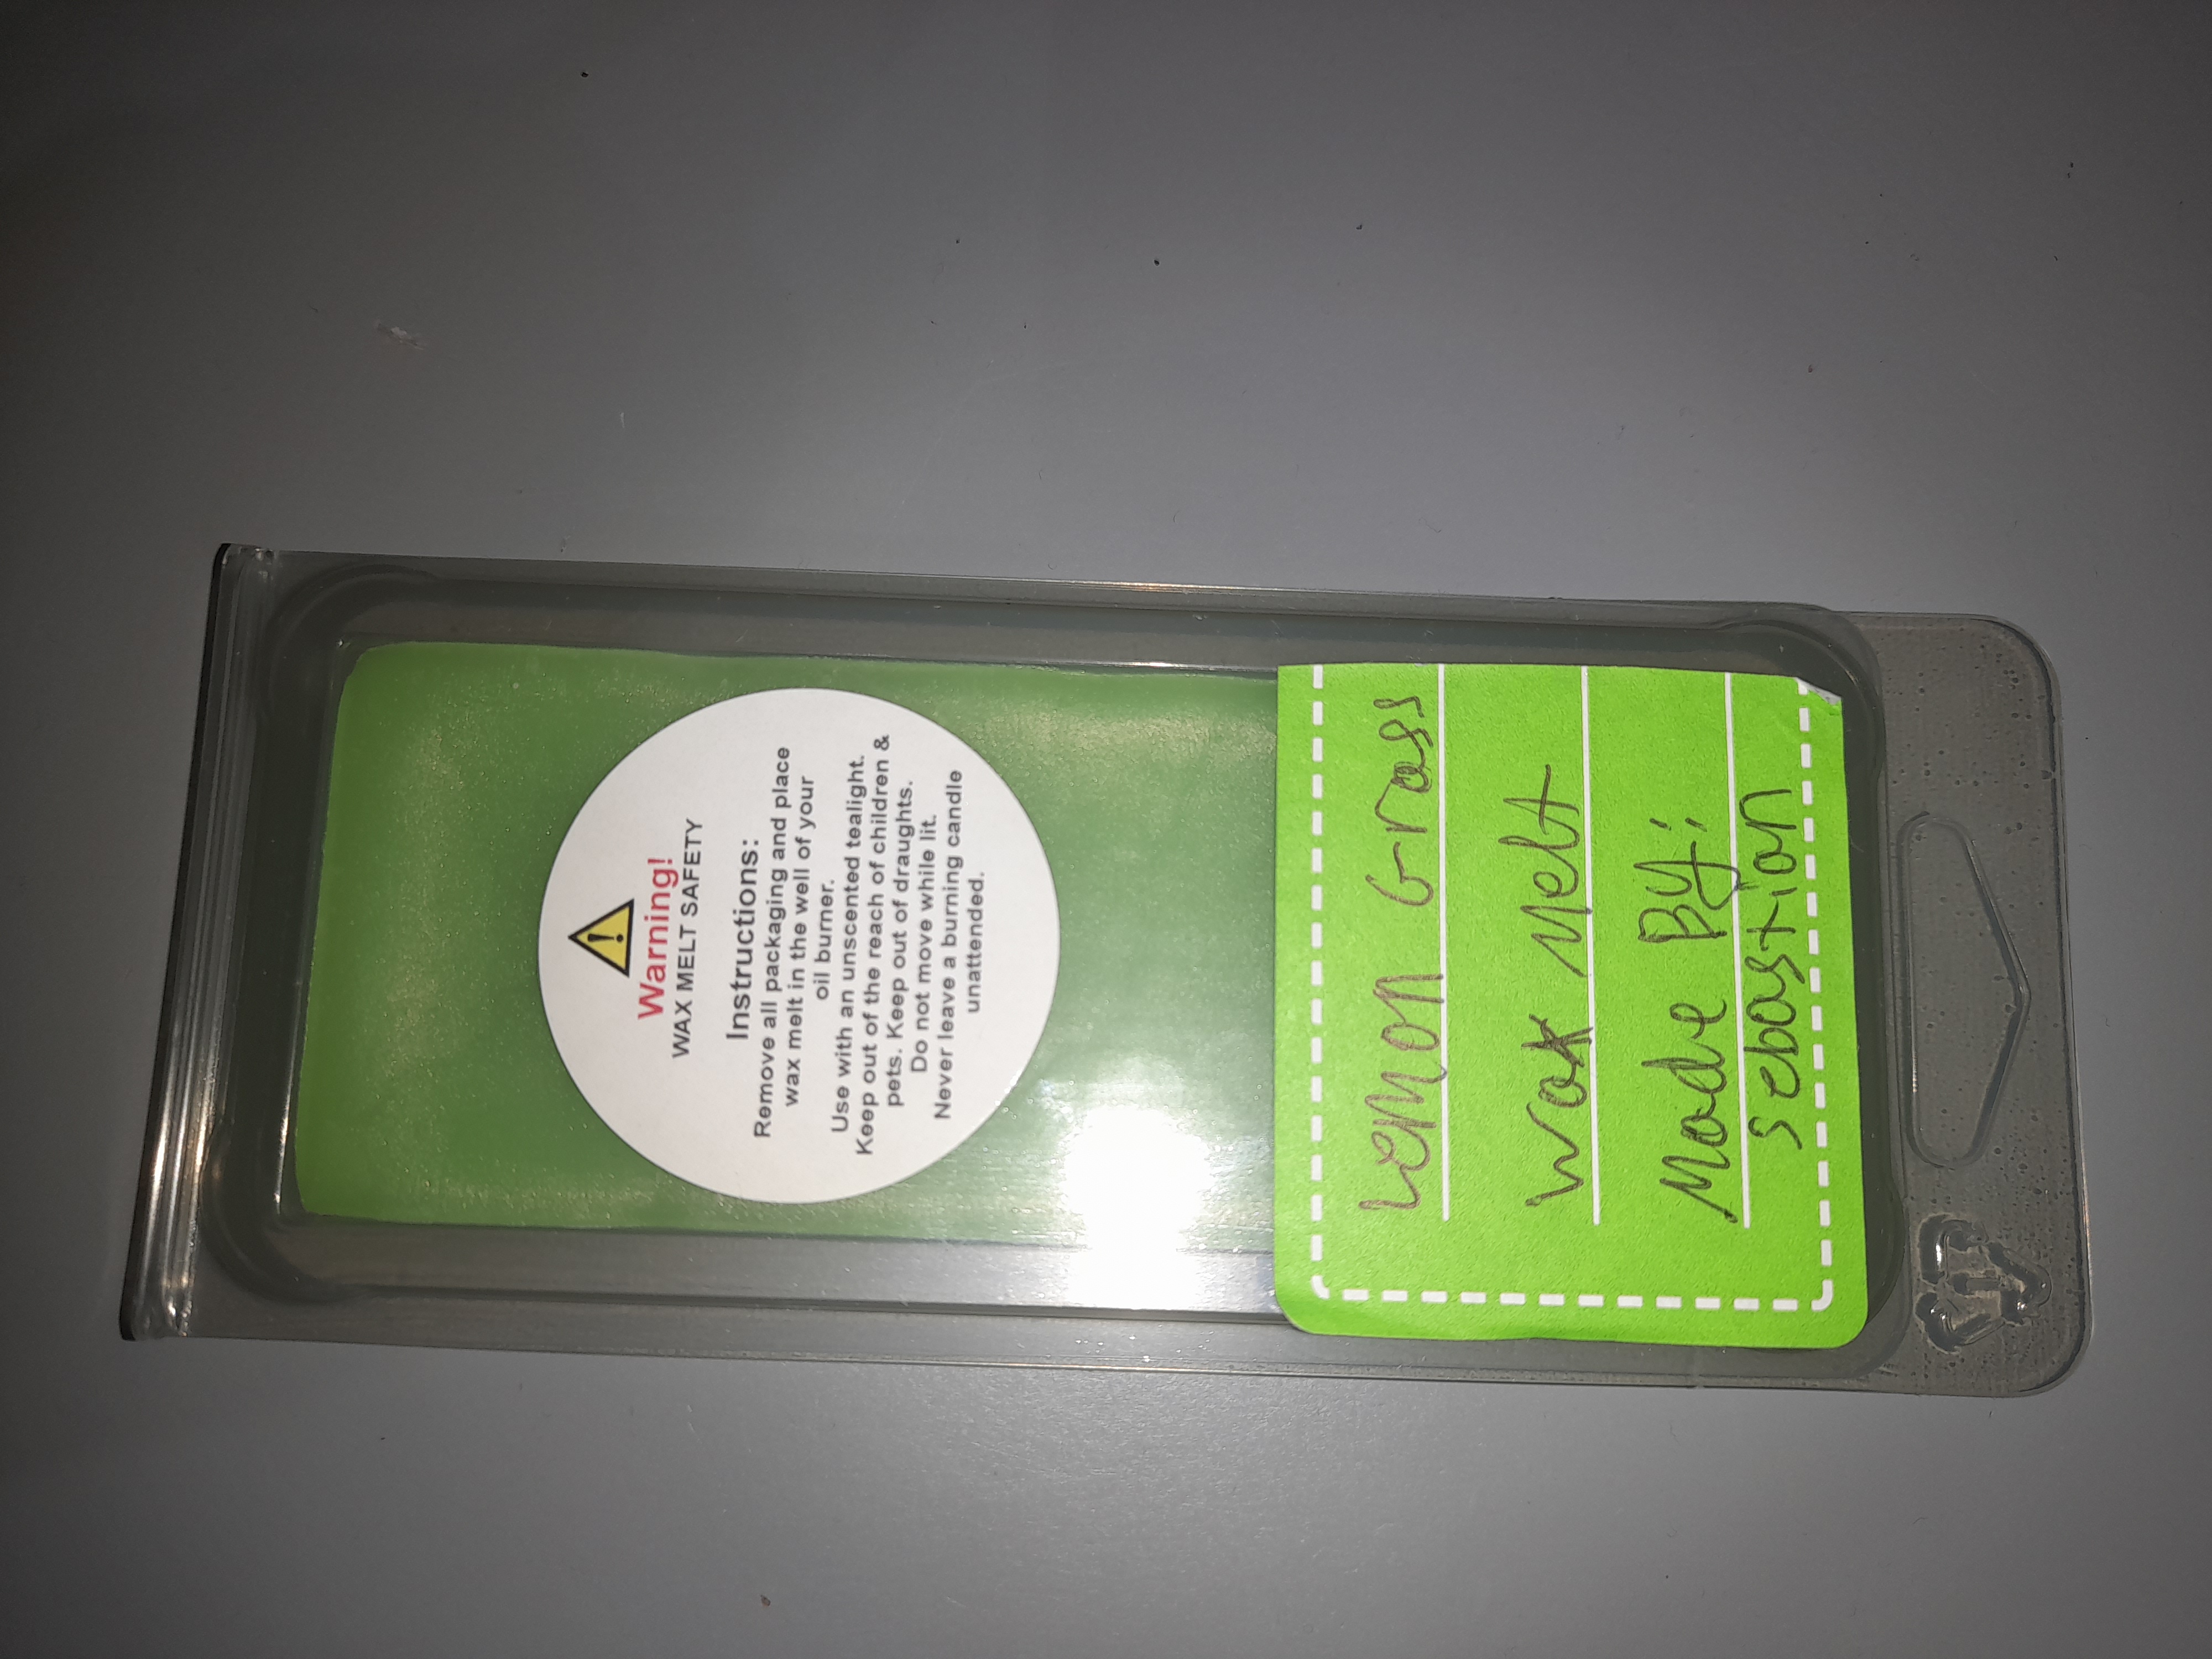 Warning!
WAX MELT SAFETY
Instructions:
Remove all packaging and place
wax melt in the well of your
oil burner.
Use with an unscented tealight.
Keep out of the reach of children &
pets. Keep out of draughts.
Do not move while lit.
Never leave a burning candle
unattended.
Lemon Grass
Wax Melt
Made By:
Sebastian
1